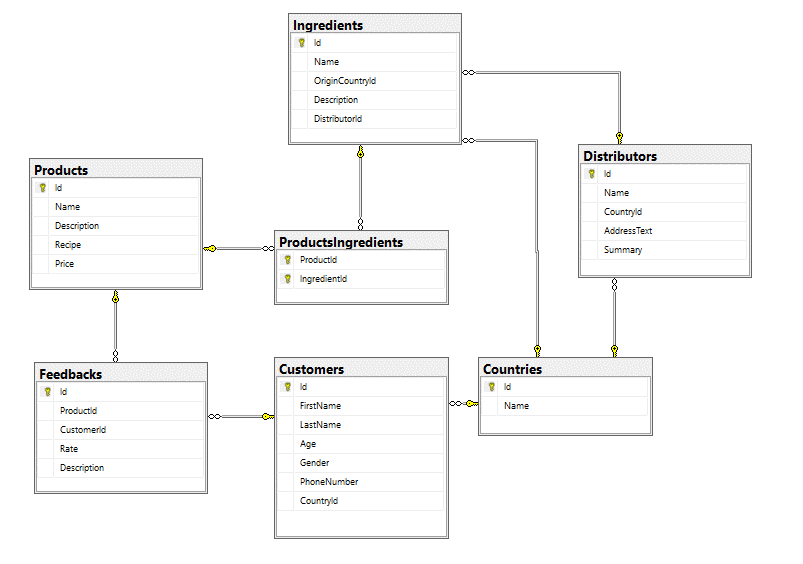 Ingredients
Id
Name
OriginCountryId
Description
DistributorId
Distributors
Id
Name
CountryId
AddressText
Summary
Products
Id
Name
Description
Recipe
Price
ProductsIngredients
ProductId
IngredientId
Feedbacks
Id
ProductId
CustomerId
Rate
Description
Customers
Id
FirstName
LastName
Age
Gender
PhoneNumber
CountryId
Countries
Id
Name